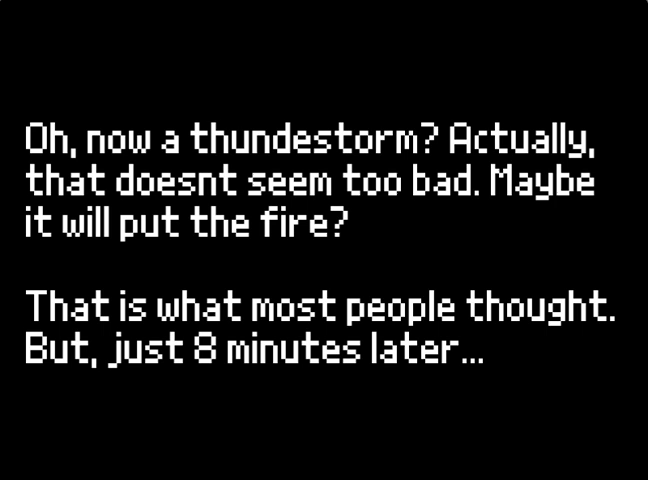 Oh, now a thundestorm? Actually,
that doesnt seem too bad. Maybe
it will put the fire?
That is what most people thought.
But, just 8 minutes later...